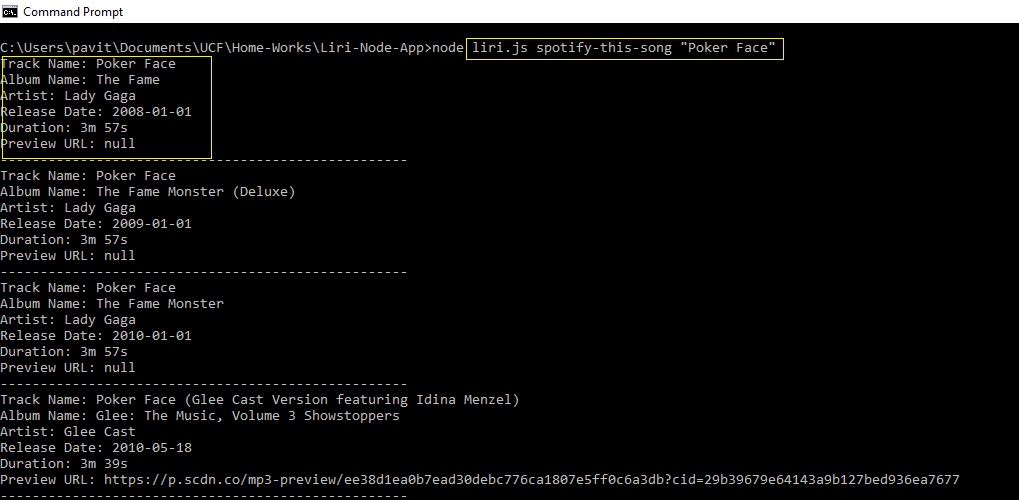 Command Prompt
C:\Users\pavit\Documents\UCF\Home-Works\Liri-Node-App>node liri.js spotify-this-song "Poker Face"
Track Name: Poker Face
Album Name: The Fame
Artist: Lady Gaga
Release Date: 2008-01-01
Duration: 3m 57s
Preview URL: null
---------------------------------------------------
Track Name: Poker Face
Album Name: The Fame Monster (Deluxe)
Artist: Lady Gaga
Release Date: 2009-01-01
Duration: 3m 57s
Preview URL: null
---------------------------------------------------
Track Name: Poker Face
Album Name: The Fame Monster
Artist: Lady Gaga
Release Date: 2010-01-01
Duration: 3m 57s
Preview URL: null
---------------------------------------------------
Track Name: Poker Face (Glee Cast Version featuring Idina Menzel)
Album Name: Glee: The Music, Volume 3 Showstoppers
Artist: Glee Cast
Release Date: 2010-05-18
Duration: 3m 39s
Preview URL: https://p.scdn.co/mp3-preview/ee38d1ea0b7ead30debc776ca1807e5ff0c6a3db?cid=29b39679e64143a9b127bed936ea7677
---------------------------------------------------